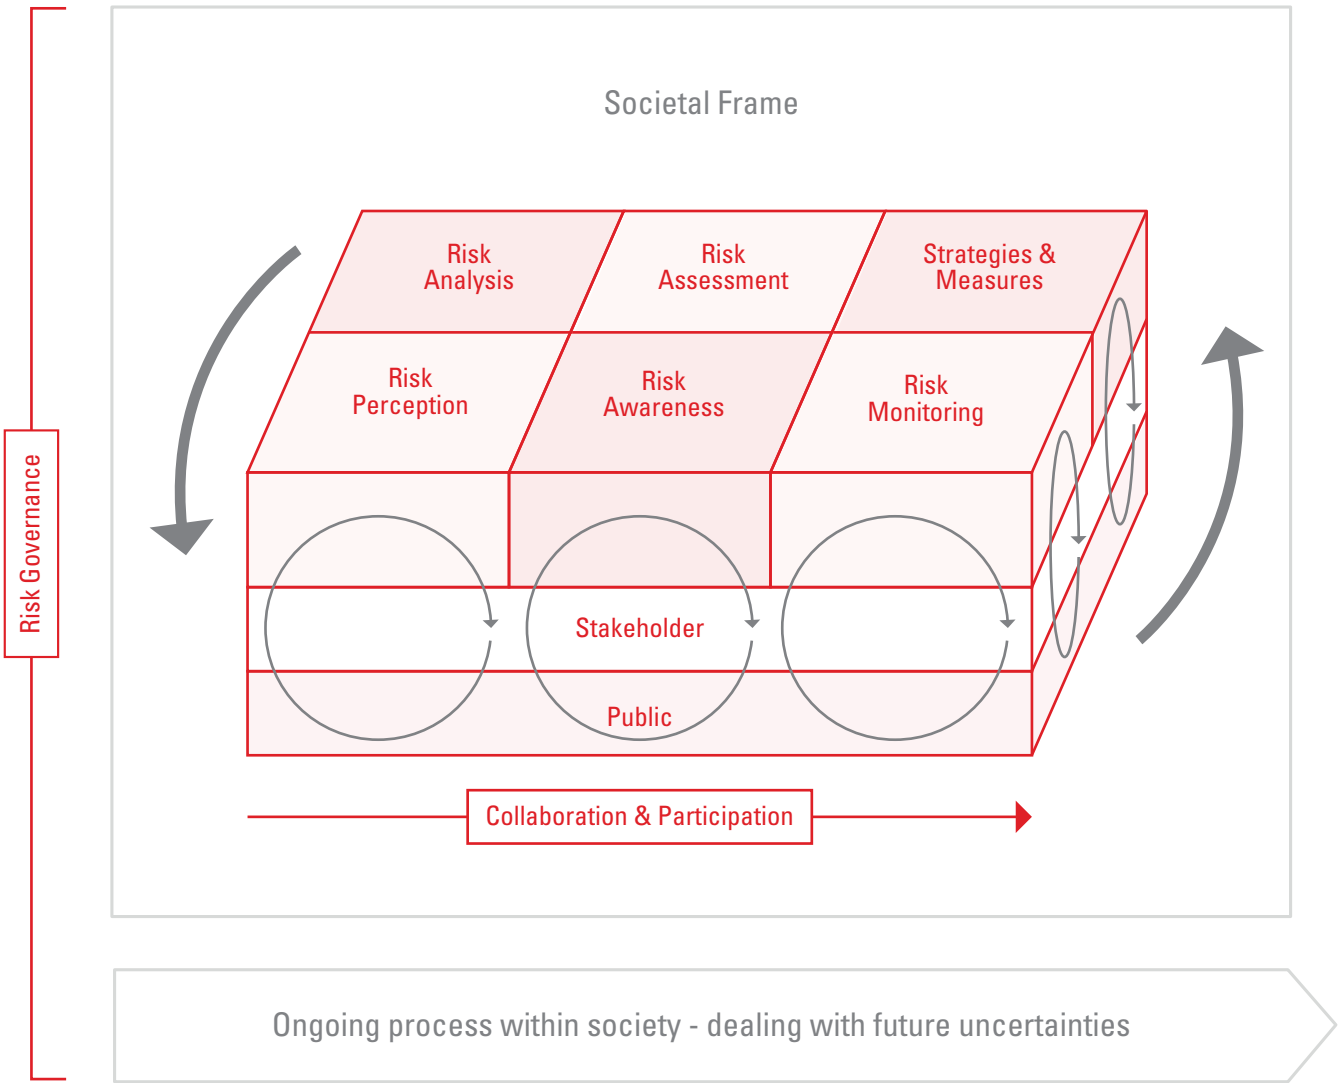 Societal Frame
Risk
Analysis
Risk
Assessment
Strategies &
Measures
Risk
Perception
Risk
Awareness
Risk
Monitoring
Risk Governance
Stakeholder
Public
Collaboration & Participation
Ongoing process within society - dealing with future uncertainties